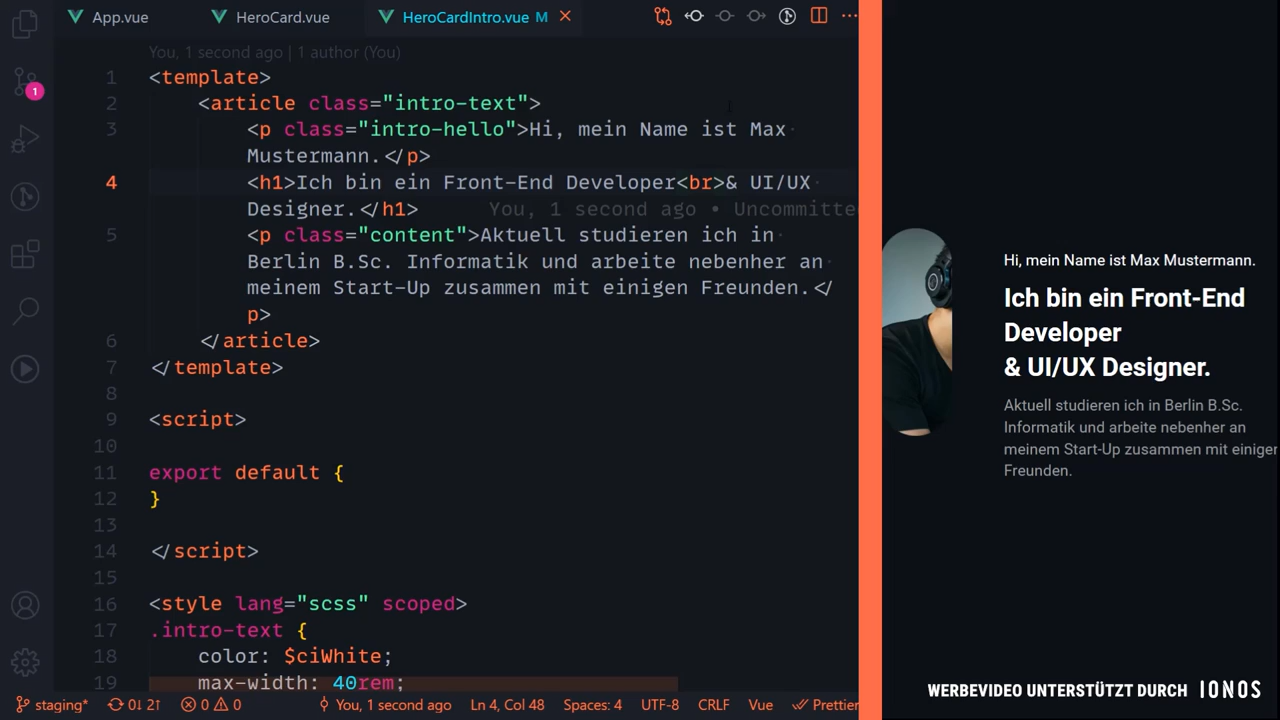 App.vue
HeroCard.vue
HeroCardIntro.vue M
You, 1 second ago | 1 author (You)
1
1 <template>
2 <article class="intro-text">
3 <p class="intro-hello">Hi, mein Name ist Max
Mustermann.</p>
4 <h1>Ich bin ein Front-End Developer<br>& UI/UX
Designer.</h1> You, 1 second ago • Uncommitte
5 <p class="content">Aktuell studieren ich in
Berlin B.Sc. Informatik und arbeite nebenher an
meinem Start-Up zusammen mit einigen Freunden.</
p>
6 </article>
7 </template>
8
9 <script>
10
11 export default {
12 }
13
14 </script>
15
16 <style lang="scss" scoped>
17 .intro-text {
18 color: $ciWhite;
19 max-width: 40rem;
staging* 0↓ 2↑ 0 0 You, 1 second ago Ln 4, Col 48 Spaces: 4 UTF-8 CRLF Vue Prettier
Hi, mein Name ist Max Mustermann.
Ich bin ein Front-End
Developer
& UI/UX Designer.
Aktuell studieren ich in Berlin B.Sc.
Informatik und arbeite nebenher an
meinem Start-Up zusammen mit einiger
Freunden.
WERBEVIDEO UNTERSTÜTZT DURCH IONOS